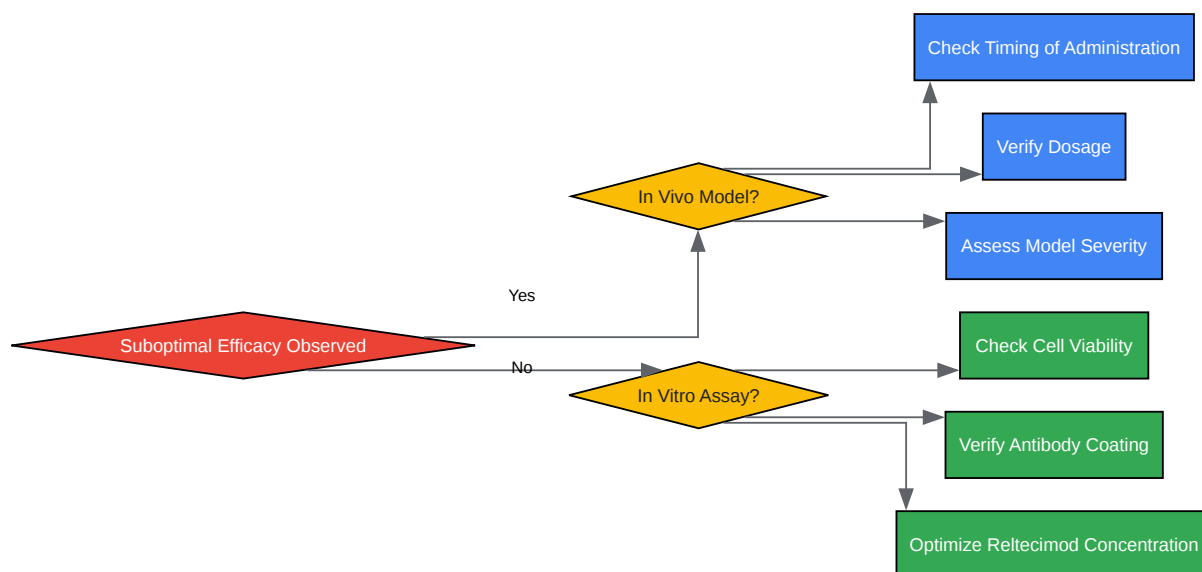 Check Timing of Administration
Verify Dosage
In Vivo Model?
Assess Model Severity
Yes
Suboptimal Efficacy Observed
Check Cell Viability
No
In Vitro Assay?
Verify Antibody Coating
Optimize Reltecimod Concentration